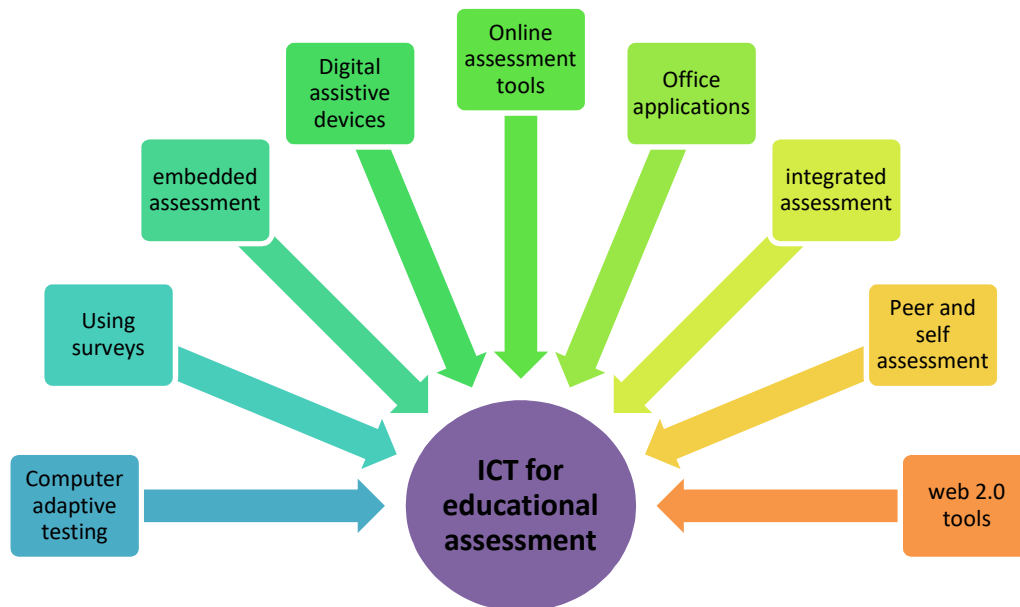 Online
assessment
tools
Digital
assistive
devices
Office
applications
embedded
assessment
integrated
assessment
Using
surveys
Peer and
self
assessment
Computer
adaptive
testing
ICT for
educational
assessment
web 2.0
tools